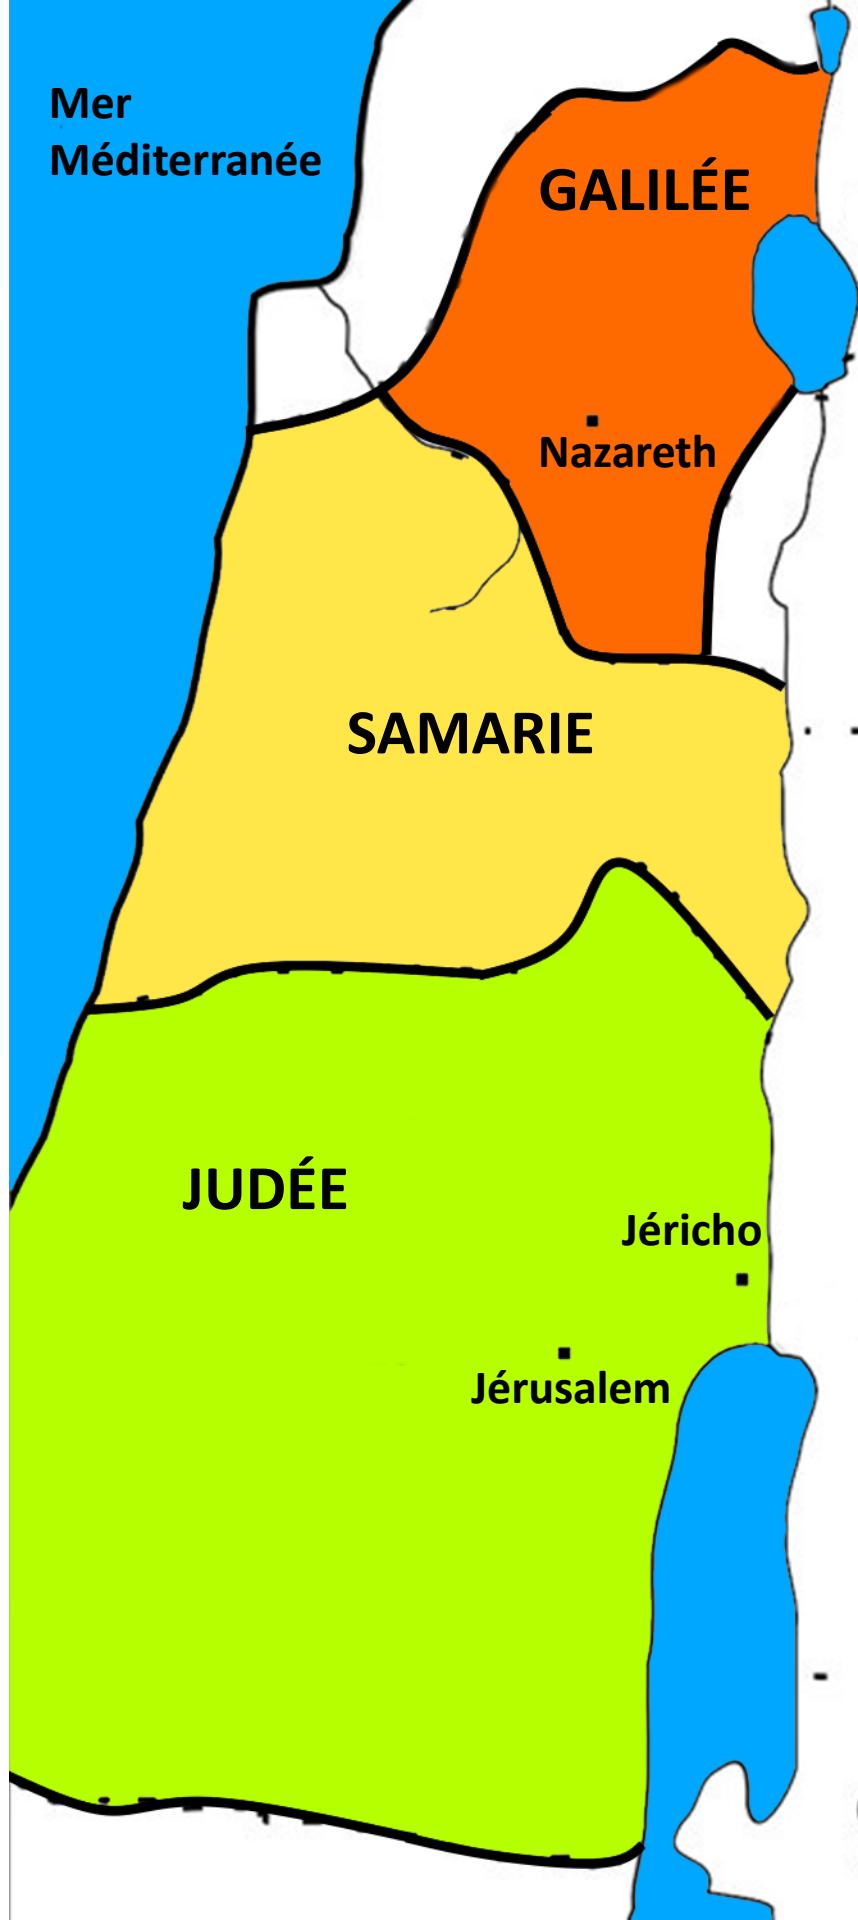 Mer
Méditerranée
GALILÉE
Nazareth
SAMARIE
JUDÉE
Jéricho
Jérusalem